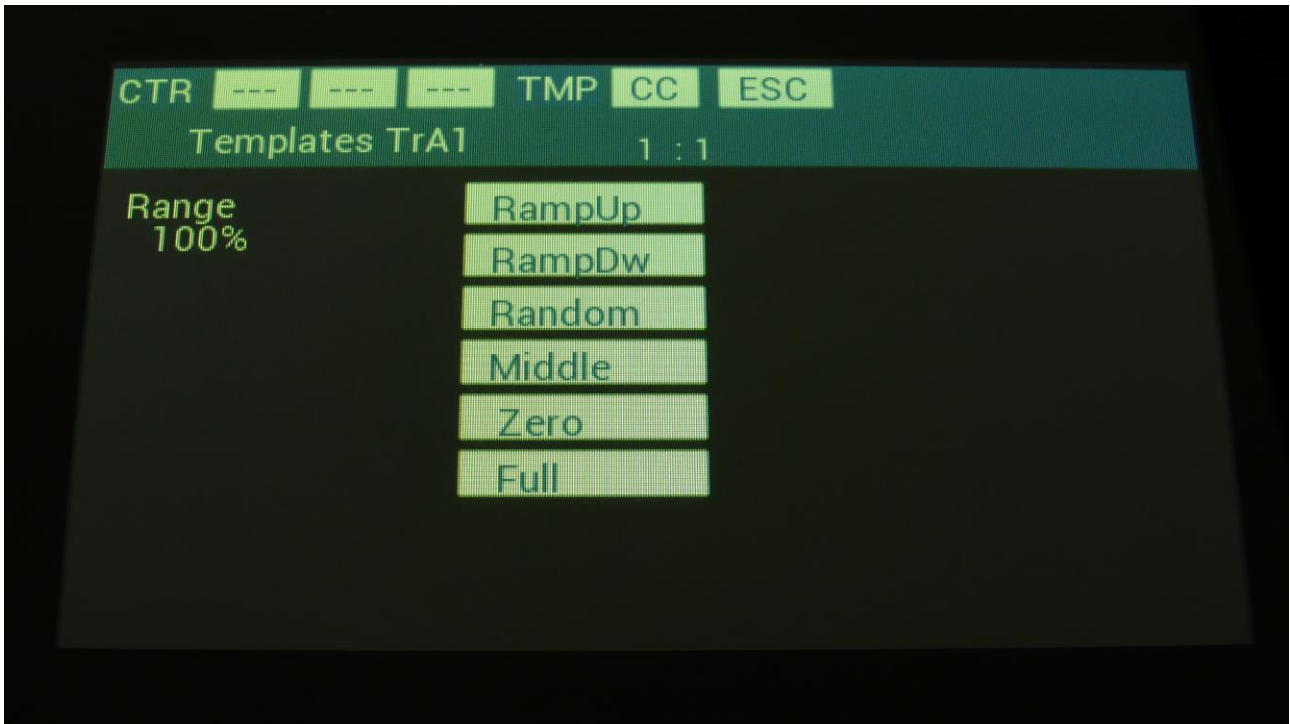 CTR --- --- --- TMP CC ESC
Templates TrA1 1 : 1
Range
100%
RampUp
RampDw
Random
Middle
Zero
Full